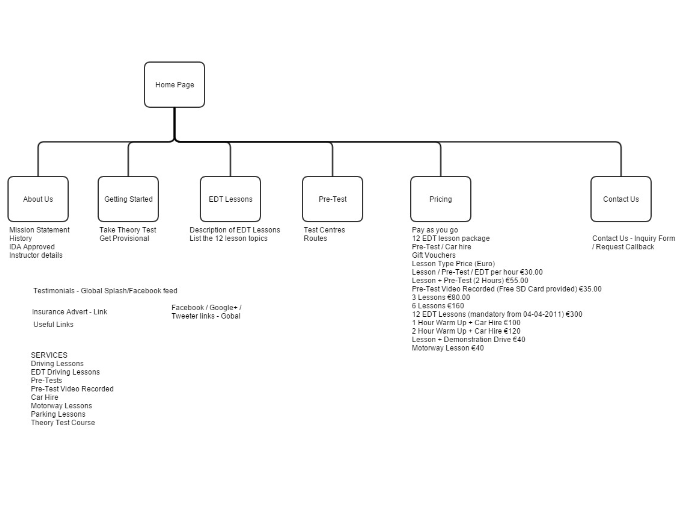 Home Page
About Us
Getting Started
EDT Lessons
Pre-Test
Pricing
Contact Us
Mission Statement
History
IDA Approved
Instructor details
Take Theory Test
Get Provisional
Description of EDT Lessons
List the 12 lesson topics
Test Centres
Routes
Pay as you go
12 EDT lesson package
Pre-Test / Car hire
Gift Vouchers
Lesson Type Price (Euro)
Lesson / Pre-Test / EDT per hour €30.00
Lesson + Pre-Test (2 Hours) €55.00
Pre-Test Video Recorded (Free SD Card provided) €35.00
3 Lessons €80.00
6 Lessons €160
12 EDT Lessons (mandatory from 04-04-2011) €300
1 Hour Warm Up + Car Hire €100
2 Hour Warm Up + Car Hire €120
Lesson + Demonstration Drive €40
Motorway Lesson €40
Contact Us - Inquiry Form
/ Request Callback
Testimonials - Global Splash/Facebook feed
Insurance Advert - Link
Facebook / Google+ /
Tweeter links - Gobal
Useful Links
SERVICES
Driving Lessons
EDT Driving Lessons
Pre-Tests
Pre-Test Video Recorded
Car Hire
Motorway Lessons
Parking Lessons
Theory Test Course